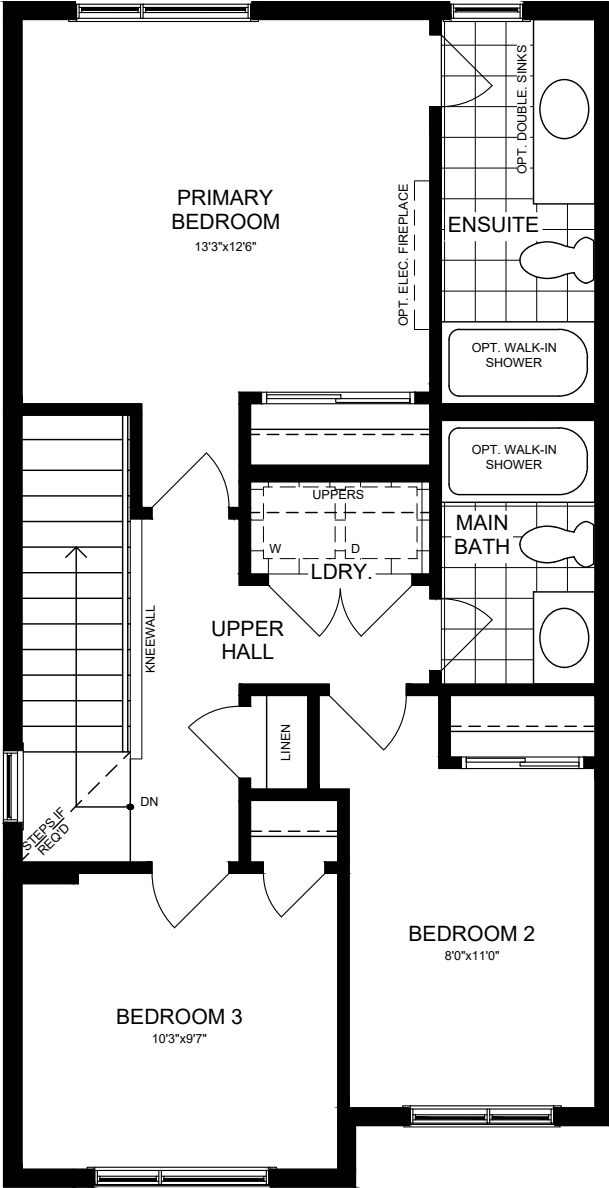 OPT. DOUBLE. SINKS
PRIMARY
BEDROOM
13'3"x12'6"
OPT. ELEC. FIREPLACE
ENSUITE
OPT. WALK-IN
SHOWER
OPT. WALK-IN
SHOWER
UPPERS
W
D
LDRY.
MAIN
BATH
KNEEWALL
UPPER
HALL
LINEN
DN
STEPS IF
REQ'D
BEDROOM 2
8'0"x11'0"
BEDROOM 3
10'3"x9'7"